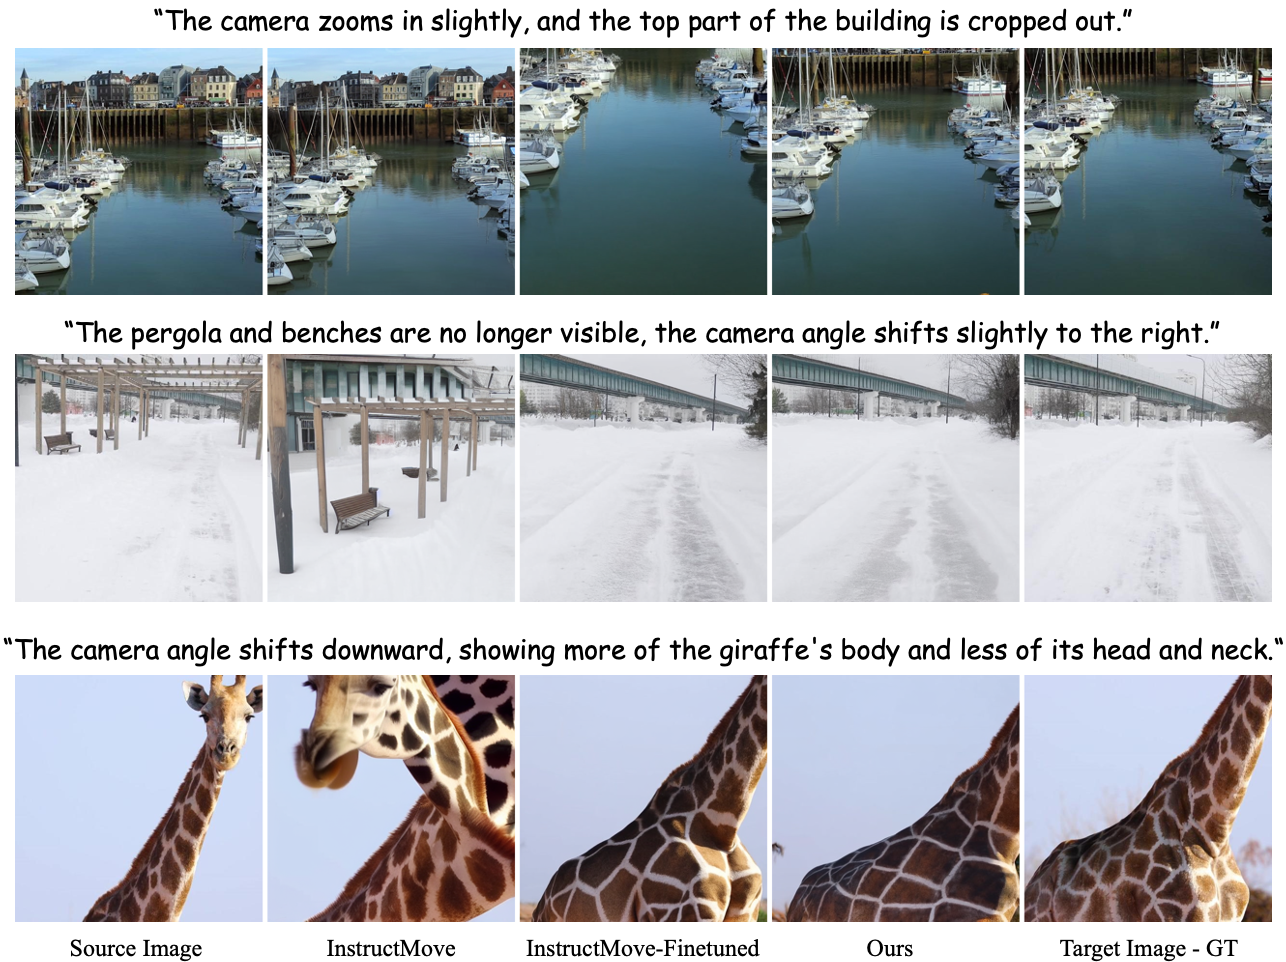 “The camera zooms in slightly, and the top part of the building is cropped out.”
“The pergola and benches are no longer visible, the camera angle shifts slightly to the right.”
“The camera angle shifts downward, showing more of the giraffe's body and less of its head and neck.“
Source Image InstructMove InstructMove-Finetuned Ours Target Image - GT